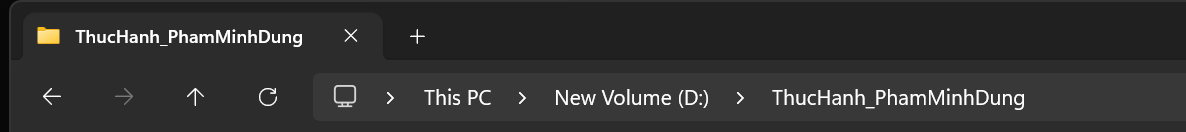 ThucHanh_PhamMinhDung
This PC > New Volume (D:) > ThucHanh_PhamMinhDung